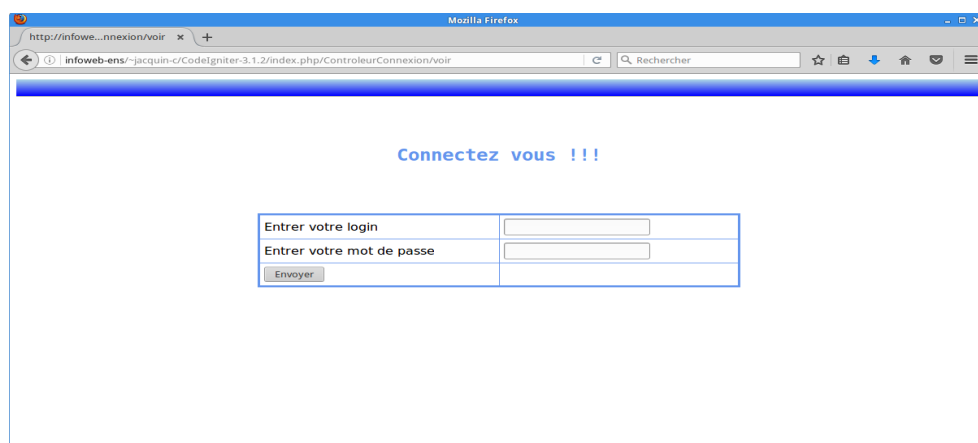 Mozilla Firefox
http://infowe...nnexion/voir
infoweb-ens/~jacquin-c/CodeIgniter-3.1.2/index.php/ControleurConnexion/voir
Rechercher
Connectez vous !!!
Entrer votre login
Entrer votre mot de passe
Envoyer